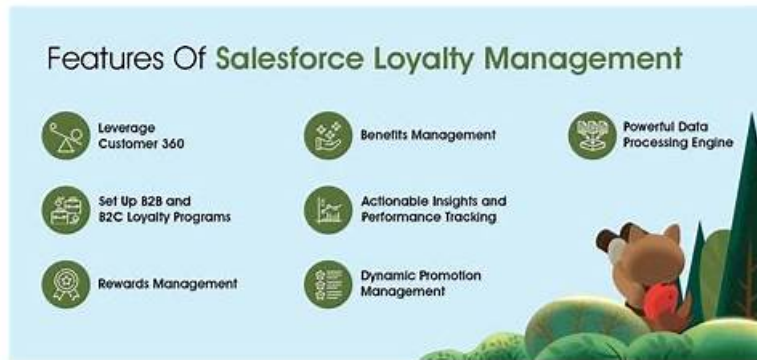 Features Of Salesforce Loyalty Management
Leverage
Customer 360
Set Up B2B and
B2C Loyalty Programs
Rewards Management
Benefits Management
Actionable Insights and
Performance Tracking
Dynamic Promotion
Management
Powerful Data
Processing Engine